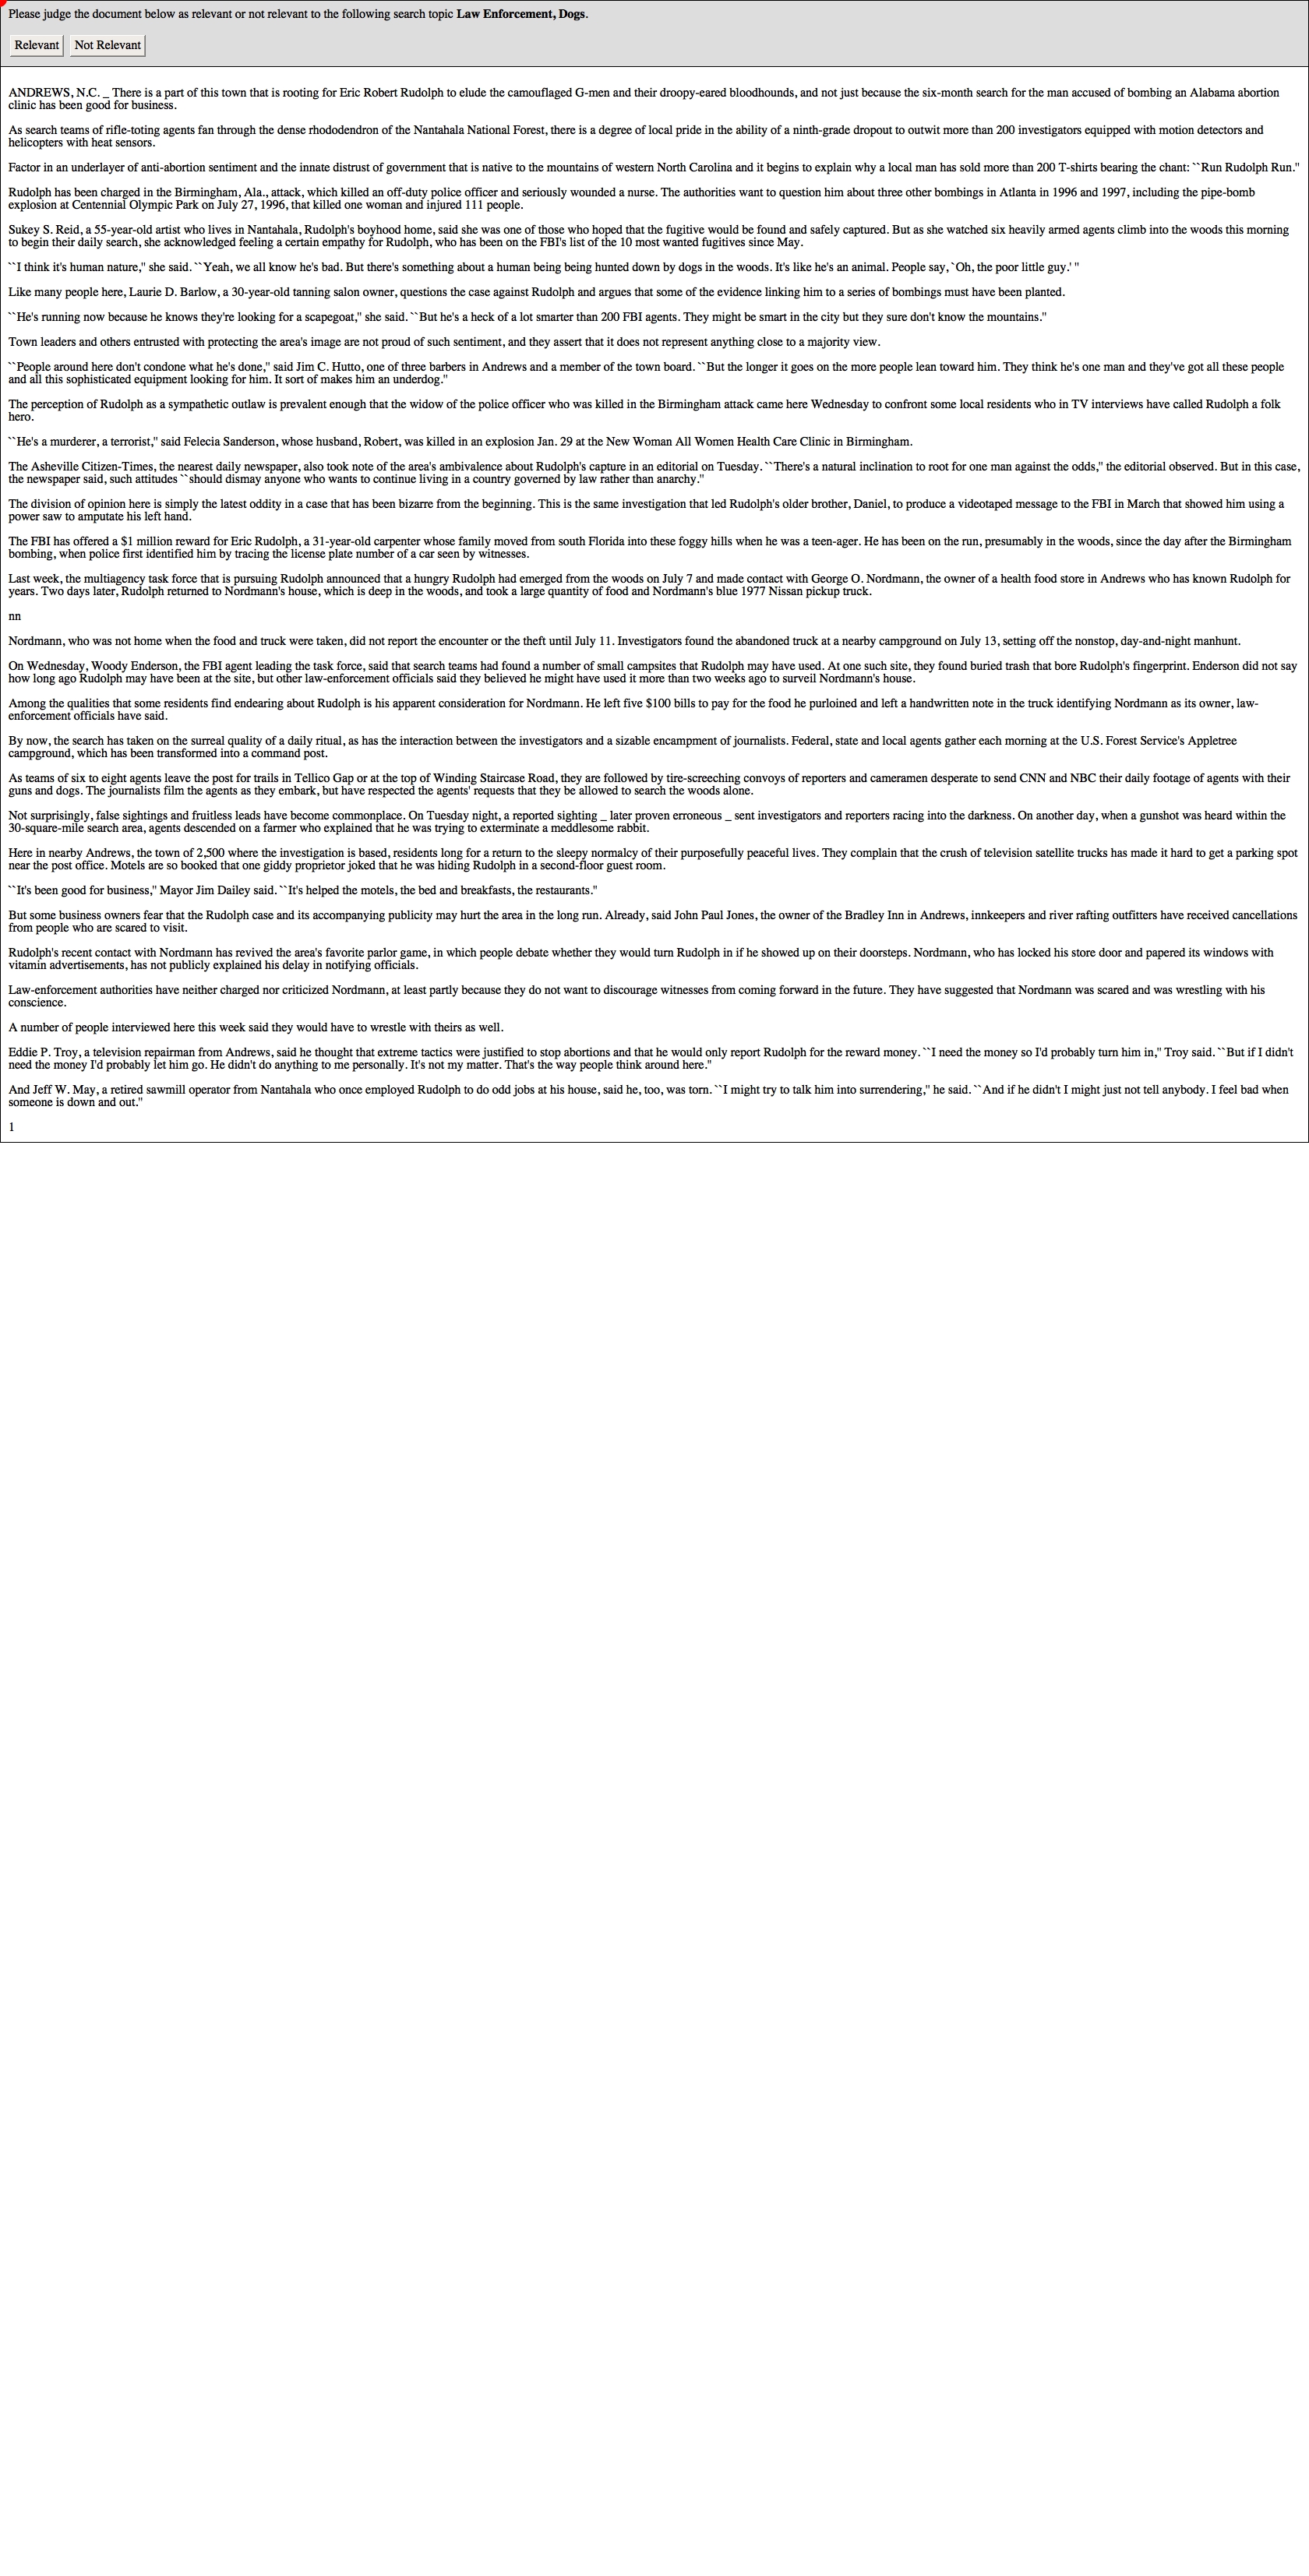 Please judge the document below as relevant or not relevant to the following search topic Law Enforcement, Dogs.
Relevant Not Relevant
ANDREWS, N.C. _ There is a part of this town that is rooting for Eric Robert Rudolph to elude the camouflaged G-men and their droopy-eared bloodhounds, and not just because the six-month search for the man accused of bombing an Alabama abortion
clinic has been good for business.
As search teams of rifle-toting agents fan through the dense rhododendron of the Nantahala National Forest, there is a degree of local pride in the ability of a ninth-grade dropout to outwit more than 200 investigators equipped with motion detectors and
helicopters with heat sensors.
Factor in an underlayer of anti-abortion sentiment and the innate distrust of government that is native to the mountains of western North Carolina and it begins to explain why a local man has sold more than 200 T-shirts bearing the chant: ``Run Rudolph Run.''
Rudolph has been charged in the Birmingham, Ala., attack, which killed an off-duty police officer and seriously wounded a nurse. The authorities want to question him about three other bombings in Atlanta in 1996 and 1997, including the pipe-bomb
explosion at Centennial Olympic Park on July 27, 1996, that killed one woman and injured 111 people.
Sukey S. Reid, a 55-year-old artist who lives in Nantahala, Rudolph's boyhood home, said she was one of those who hoped that the fugitive would be found and safely captured. But as she watched six heavily armed agents climb into the woods this morning
to begin their daily search, she acknowledged feeling a certain empathy for Rudolph, who has been on the FBI's list of the 10 most wanted fugitives since May.
``I think it's human nature,'' she said. ``Yeah, we all know he's bad. But there's something about a human being being hunted down by dogs in the woods. It's like he's an animal. People say, `Oh, the poor little guy.' ''
Like many people here, Laurie D. Barlow, a 30-year-old tanning salon owner, questions the case against Rudolph and argues that some of the evidence linking him to a series of bombings must have been planted.
``He's running now because he knows they're looking for a scapegoat,'' she said. ``But he's a heck of a lot smarter than 200 FBI agents. They might be smart in the city but they sure don't know the mountains.''
Town leaders and others entrusted with protecting the area's image are not proud of such sentiment, and they assert that it does not represent anything close to a majority view.
``People around here don't condone what he's done,'' said Jim C. Hutto, one of three barbers in Andrews and a member of the town board. ``But the longer it goes on the more people lean toward him. They think he's one man and they've got all these people
and all this sophisticated equipment looking for him. It sort of makes him an underdog.''
The perception of Rudolph as a sympathetic outlaw is prevalent enough that the widow of the police officer who was killed in the Birmingham attack came here Wednesday to confront some local residents who in TV interviews have called Rudolph a folk
hero.
``He's a murderer, a terrorist,'' said Felecia Sanderson, whose husband, Robert, was killed in an explosion Jan. 29 at the New Woman All Women Health Care Clinic in Birmingham.
The Asheville Citizen-Times, the nearest daily newspaper, also took note of the area's ambivalence about Rudolph's capture in an editorial on Tuesday. ``There's a natural inclination to root for one man against the odds,'' the editorial observed. But in this case,
the newspaper said, such attitudes ``should dismay anyone who wants to continue living in a country governed by law rather than anarchy.''
The division of opinion here is simply the latest oddity in a case that has been bizarre from the beginning. This is the same investigation that led Rudolph's older brother, Daniel, to produce a videotaped message to the FBI in March that showed him using a
power saw to amputate his left hand.
The FBI has offered a $1 million reward for Eric Rudolph, a 31-year-old carpenter whose family moved from south Florida into these foggy hills when he was a teen-ager. He has been on the run, presumably in the woods, since the day after the Birmingham
bombing, when police first identified him by tracing the license plate number of a car seen by witnesses.
Last week, the multiagency task force that is pursuing Rudolph announced that a hungry Rudolph had emerged from the woods on July 7 and made contact with George O. Nordmann, the owner of a health food store in Andrews who has known Rudolph for
years. Two days later, Rudolph returned to Nordmann's house, which is deep in the woods, and took a large quantity of food and Nordmann's blue 1977 Nissan pickup truck.
nn
Nordmann, who was not home when the food and truck were taken, did not report the encounter or the theft until July 11. Investigators found the abandoned truck at a nearby campground on July 13, setting off the nonstop, day-and-night manhunt.
On Wednesday, Woody Enderson, the FBI agent leading the task force, said that search teams had found a number of small campsites that Rudolph may have used. At one such site, they found buried trash that bore Rudolph's fingerprint. Enderson did not say
how long ago Rudolph may have been at the site, but other law-enforcement officials said they believed he might have used it more than two weeks ago to surveil Nordmann's house.
Among the qualities that some residents find endearing about Rudolph is his apparent consideration for Nordmann. He left five $100 bills to pay for the food he purloined and left a handwritten note in the truck identifying Nordmann as its owner, law-
enforcement officials have said.
By now, the search has taken on the surreal quality of a daily ritual, as has the interaction between the investigators and a sizable encampment of journalists. Federal, state and local agents gather each morning at the U.S. Forest Service's Appletree
campground, which has been transformed into a command post.
As teams of six to eight agents leave the post for trails in Tellico Gap or at the top of Winding Staircase Road, they are followed by tire-screeching convoys of reporters and cameramen desperate to send CNN and NBC their daily footage of agents with their
guns and dogs. The journalists film the agents as they embark, but have respected the agents' requests that they be allowed to search the woods alone.
Not surprisingly, false sightings and fruitless leads have become commonplace. On Tuesday night, a reported sighting _ later proven erroneous _ sent investigators and reporters racing into the darkness. On another day, when a gunshot was heard within the
30-square-mile search area, agents descended on a farmer who explained that he was trying to exterminate a meddlesome rabbit.
Here in nearby Andrews, the town of 2,500 where the investigation is based, residents long for a return to the sleepy normalcy of their purposefully peaceful lives. They complain that the crush of television satellite trucks has made it hard to get a parking spot
near the post office. Motels are so booked that one giddy proprietor joked that he was hiding Rudolph in a second-floor guest room.
``It's been good for business,'' Mayor Jim Dailey said. ``It's helped the motels, the bed and breakfasts, the restaurants.''
But some business owners fear that the Rudolph case and its accompanying publicity may hurt the area in the long run. Already, said John Paul Jones, the owner of the Bradley Inn in Andrews, innkeepers and river rafting outfitters have received cancellations
from people who are scared to visit.
Rudolph's recent contact with Nordmann has revived the area's favorite parlor game, in which people debate whether they would turn Rudolph in if he showed up on their doorsteps. Nordmann, who has locked his store door and papered its windows with
vitamin advertisements, has not publicly explained his delay in notifying officials.
Law-enforcement authorities have neither charged nor criticized Nordmann, at least partly because they do not want to discourage witnesses from coming forward in the future. They have suggested that Nordmann was scared and was wrestling with his
conscience.
A number of people interviewed here this week said they would have to wrestle with theirs as well.
Eddie P. Troy, a television repairman from Andrews, said he thought that extreme tactics were justified to stop abortions and that he would only report Rudolph for the reward money. ``I need the money so I'd probably turn him in,'' Troy said. ``But if I didn't
need the money I'd probably let him go. He didn't do anything to me personally. It's not my matter. That's the way people think around here.''
And Jeff W. May, a retired sawmill operator from Nantahala who once employed Rudolph to do odd jobs at his house, said he, too, was torn. ``I might try to talk him into surrendering,'' he said. ``And if he didn't I might just not tell anybody. I feel bad when
someone is down and out.''
1